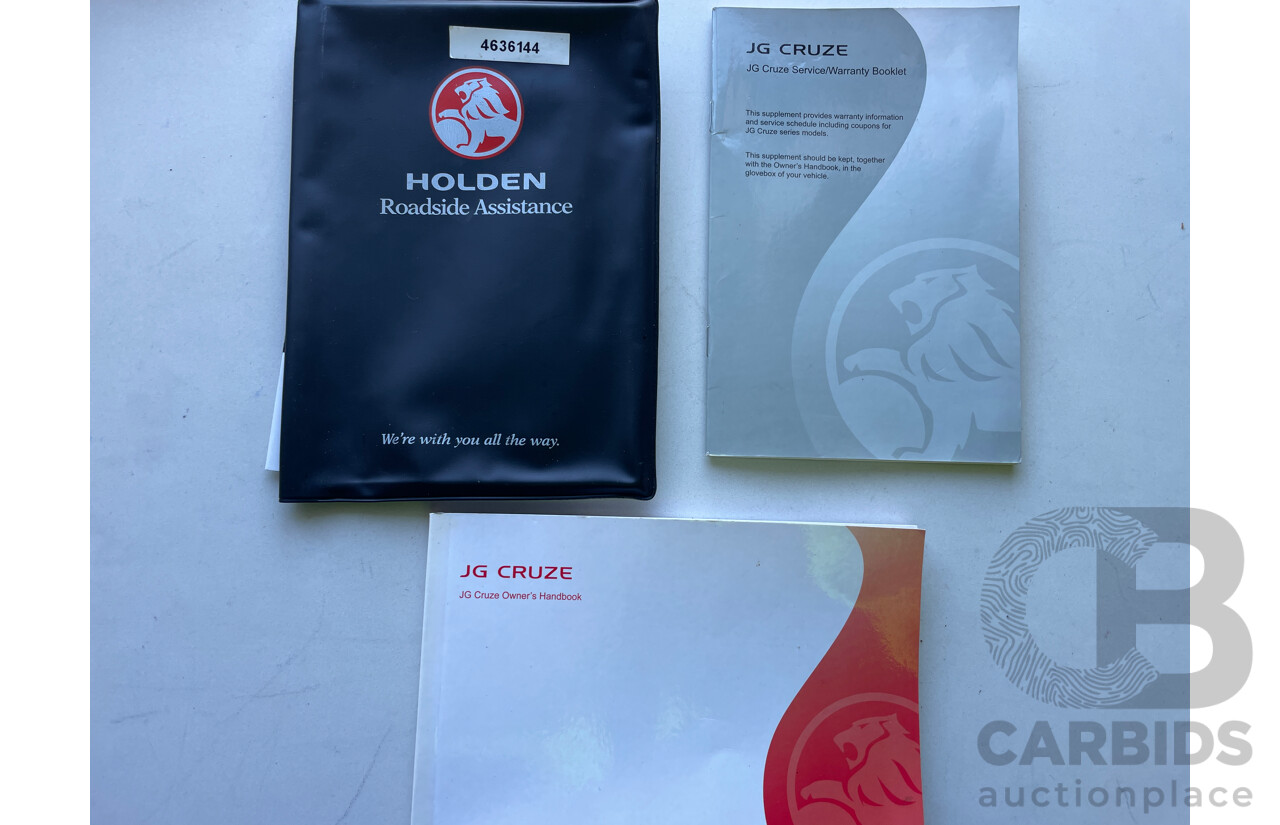 4636144
HOLDEN
Roadside Assistance
We're with you all the way.
JG CRUZE
JG Cruze Service/Warranty Booklet
This supplement provides warranty information
and service schedule including coupons for
JG Cruze series models.
This supplement should be kept, together
with the Owner's Handbook, in the
glovebox of your vehicle.
JG CRUZE
JG Cruze Owner's Handbook
CB
CARBIDS
auctionplace